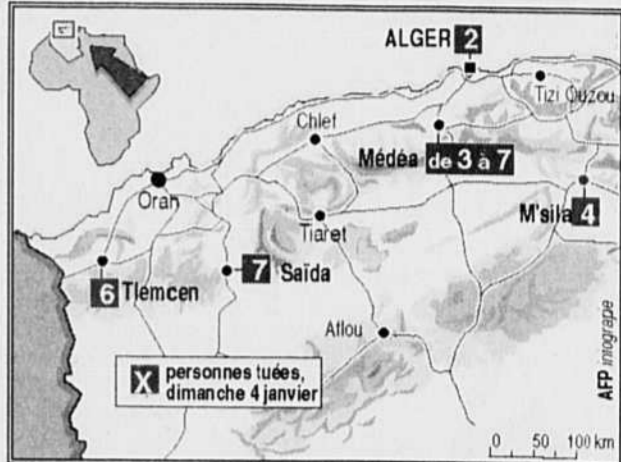 ALGER 2
Tizi Ouzou
Chlef
Médéa de 3 à 7
Oran
M'sila 4
Tiaret
7 Saïda
6 Tlemcen
Aflou
X personnes tuées,
dimanche 4 janvier
AFP infograpie
0 50 100 km